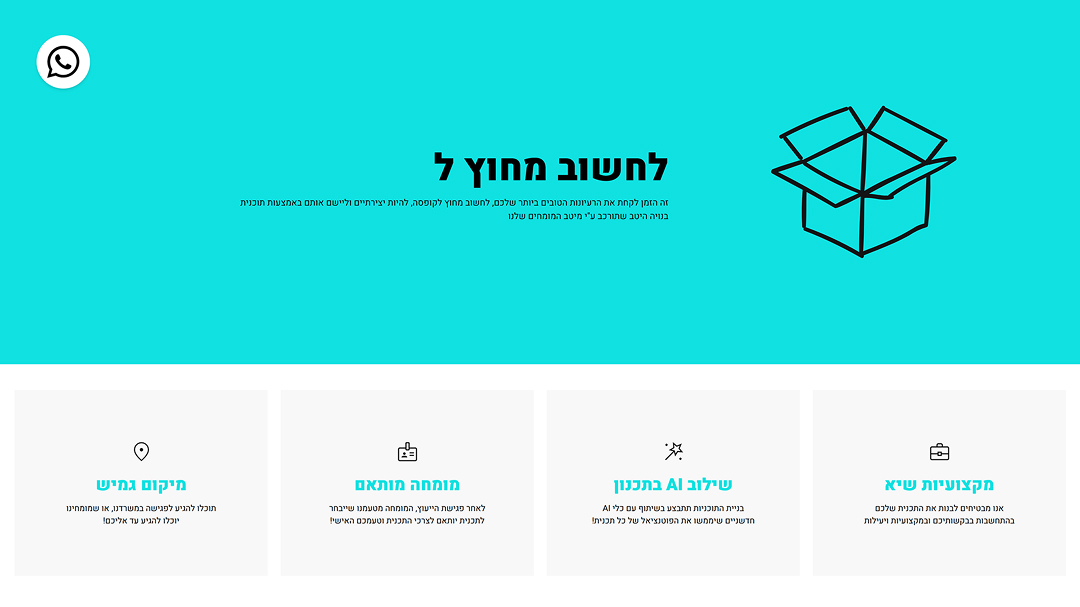 לחשוב מחוץ ל
זה הזמן לקחת את הרעיונות הטובים ביותר שלכם, לחשוב מחוץ לקופסה, להיות יצירתיים וליישם אותם באמצעות תוכנית
בנויה היטב שתורכב ע"י מיטב המומחים שלנו
מקצועיות שיא
אנו מבטיחים לבנות את התכנית שלכם
בהתחשבות בבקשותיכם ובמקצועיות ויעילות
שילוב AI בתכנון
בניית התוכניות תתבצע בשיתוף עם כלי AI
חדשניים שיממשו את הפוטנציאל של כל תכנית!
מומחה מותאם
לאחר פגישת הייעוץ, המומחה מטעמנו שייבחר
לתכנית יותאם לצרכי התכנית וטעמכם האישי!
מיקום גמיש
תוכלו להגיע לפגישה במשרדנו, או שמומחינו
יוכלו להגיע עד אליכם!